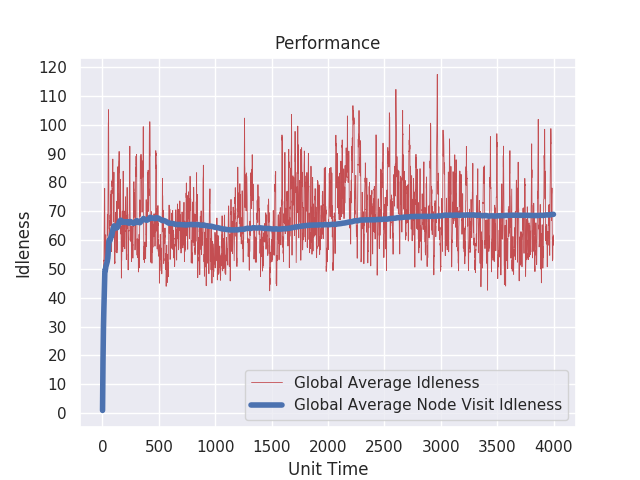 Performance
120
110
100
90
80
70
60
50
40
30
20
10
0
Idleness
Global Average Idleness
Global Average Node Visit Idleness
0 500 1000 1500 2000 2500 3000 3500 4000
Unit Time